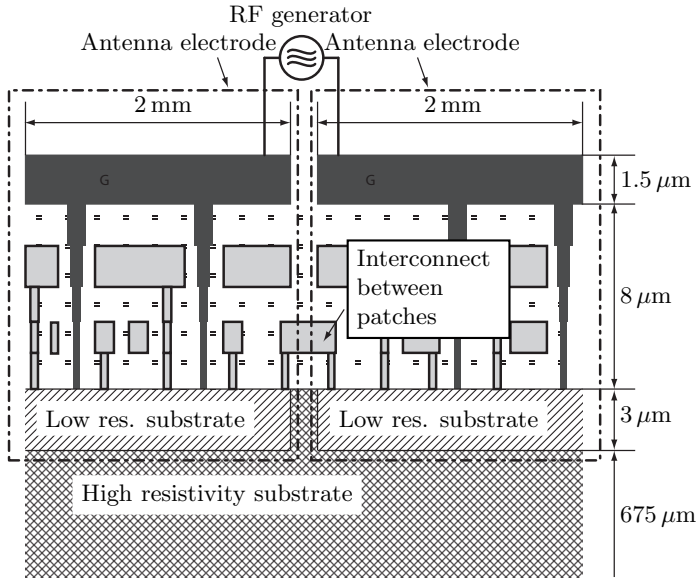 RF generator
Antenna electrode
Antenna electrode
2 mm
2 mm
G
G
1.5 μm
Interconnect
between
patches
8 μm
Low res. substrate
Low res. substrate
3 μm
High resistivity substrate
675 μm